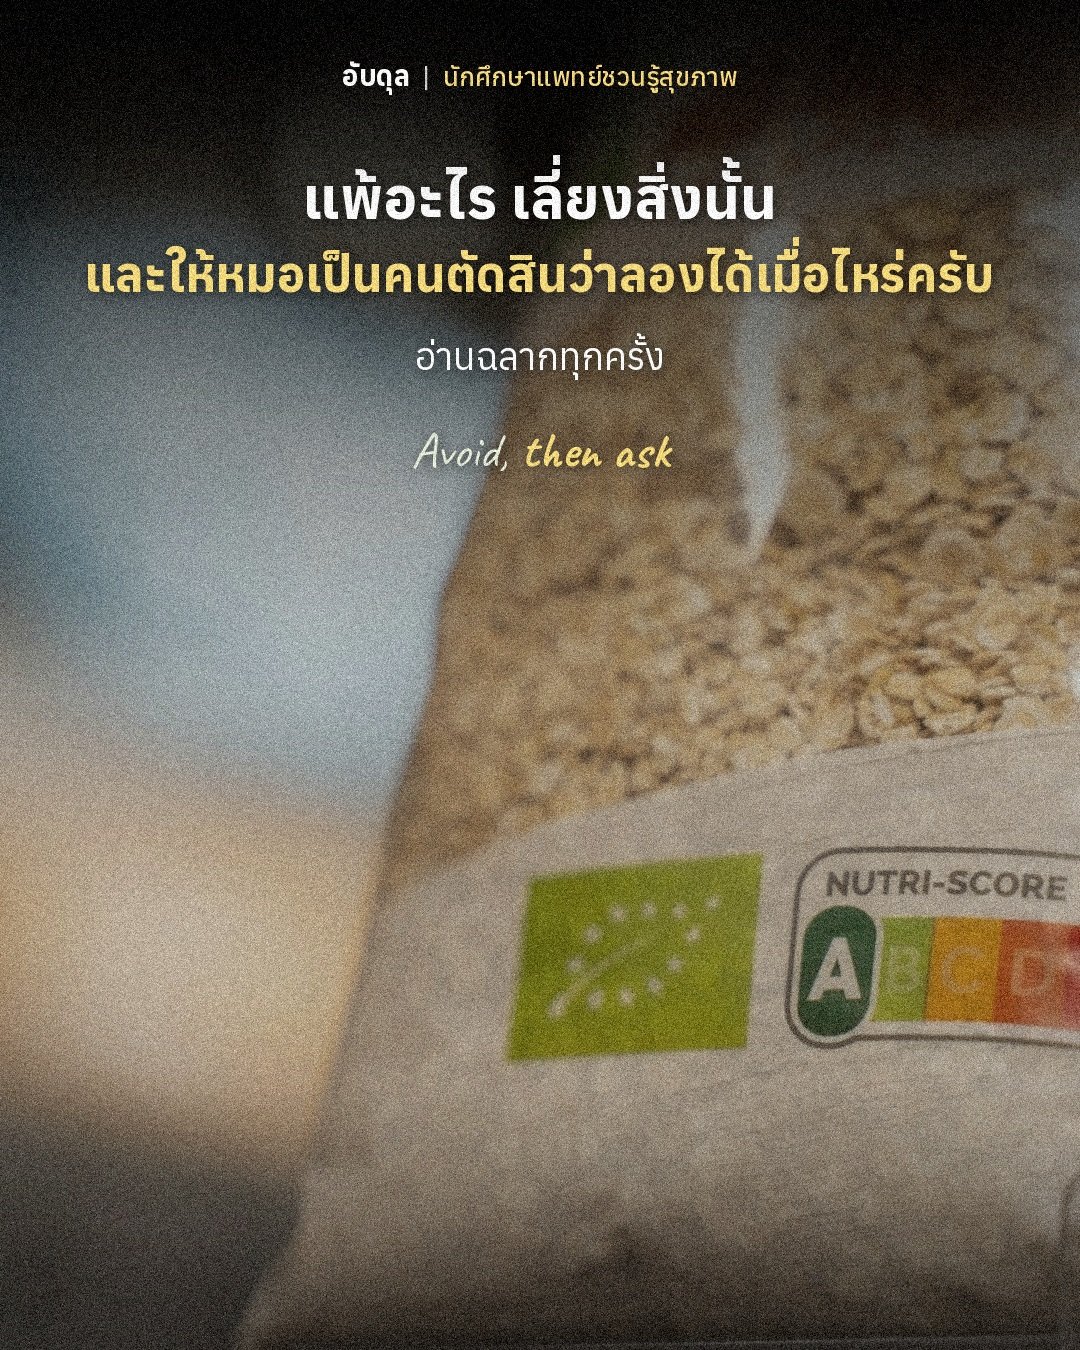 อับดุล | นักศึกษาแพทย์ชวนรู้สุขภาพ
แพ้อะไร เลี่ยงสิ่งนั้น
และให้หมอเป็นคนตัดสินว่าลองได้เมื่อไหร่ครับ
อ่านฉลากทุกครั้ง
Avoid, then ask
NUTRI-SCORE
A B C D